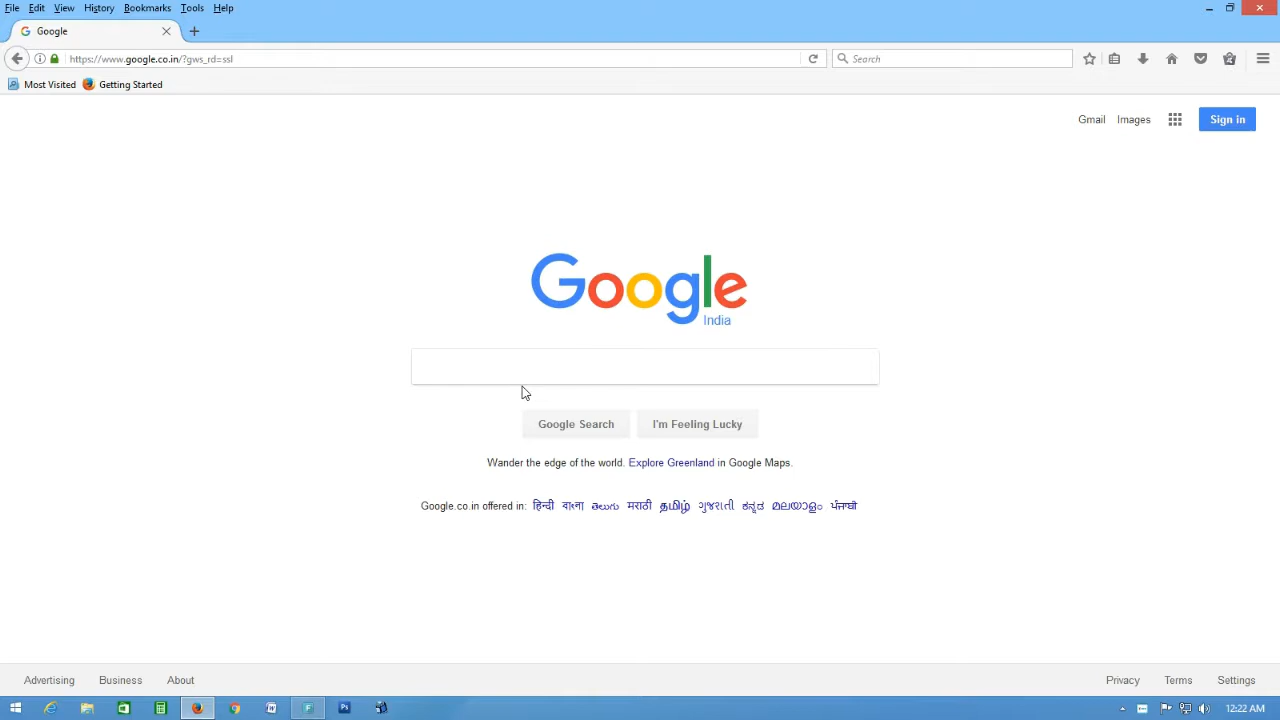 File Edit View History Bookmarks Tools Help
Google
https://www.google.co.in/?gws_rd=ssl
Search
Most Visited Getting Started
Gmail Images Sign in
Google
India
Google Search I'm Feeling Lucky
Wander the edge of the world. Explore Greenland in Google Maps.
Google.co.in offered in: हिन्दी বাংলা తెలుగు मराठी தமிழ் ગુજરાતી ಕನ್ನಡ മലയാളം ਪੰਜਾਬੀ
Advertising Business About Privacy Terms Settings
12:22 AM